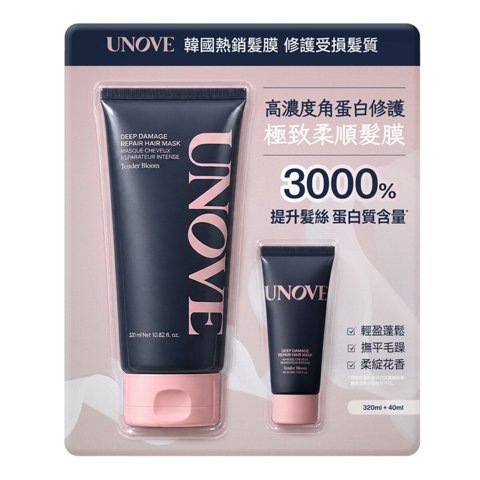 UNOVE 韓國熱銷髮膜 修護受損髮質
高濃度角蛋白修護
極致柔順髮膜
3000%
提升髮絲 蛋白質含量*
DEEP DAMAGE
REPAIR HAIR MASK
MASQUE CHEVEUX
RÉPARATEUR INTENSE
Tender Bloom
UNOVE
320 ml Net 10.82 fl. oz.
UNOVE
DEEP DAMAGE
REPAIR HAIR MASK
MASQUE CHEVEUX
RÉPARATEUR INTENSE
Tender Bloom
輕盈蓬鬆
撫平毛躁
柔綻花香
320ml + 40ml